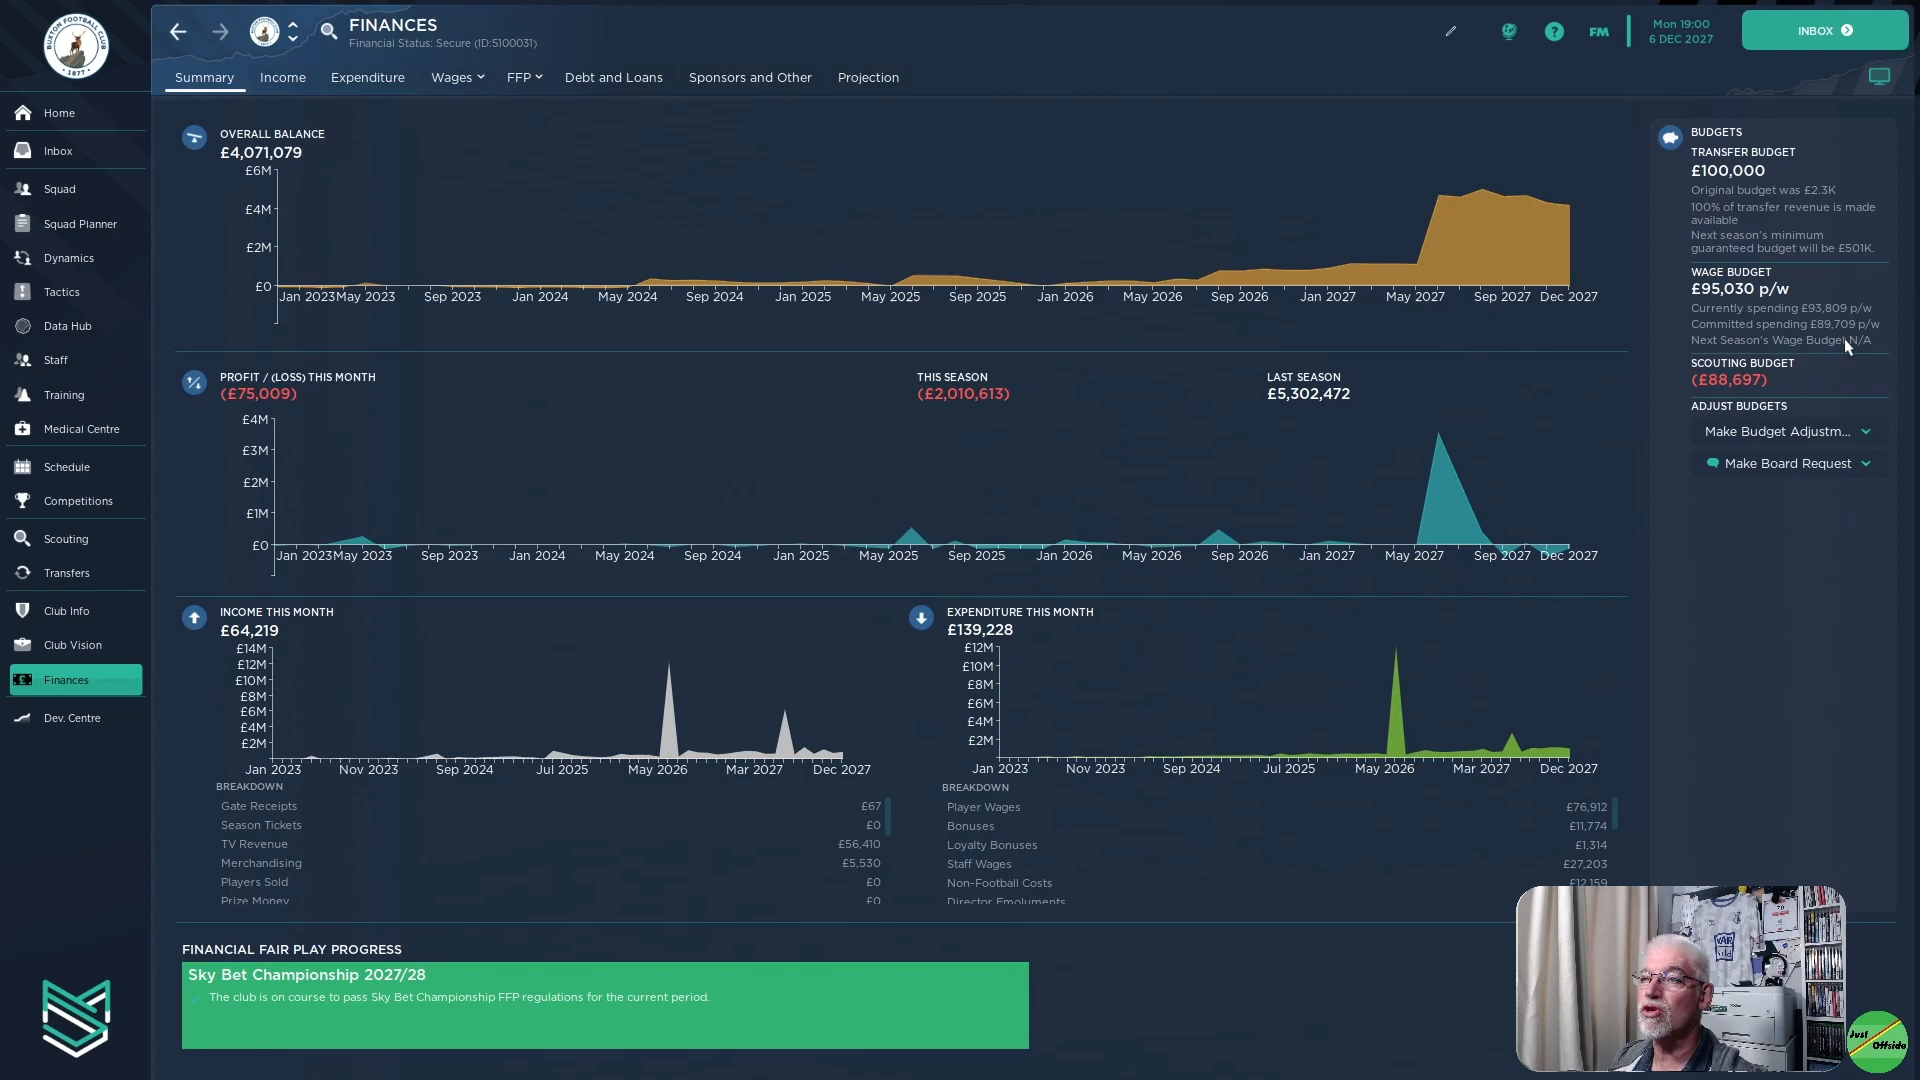 BUXTON FOOTBALL CLUB
• 1877 •
FINANCES
Financial Status: Secure (ID:5100031)
FM
Mon 19:00
6 DEC 2027
INBOX
Summary
Income
Expenditure
Wages
FFP
Debt and Loans
Sponsors and Other
Projection
Home
Inbox
Squad
Squad Planner
Dynamics
Tactics
Data Hub
Staff
Training
Medical Centre
Schedule
Competitions
Scouting
Transfers
Club Info
Club Vision
Finances
Dev. Centre
OVERALL BALANCE
£4,071,079
£6M
£4M
£2M
£0
Jan 2023 May 2023 Sep 2023 Jan 2024 May 2024 Sep 2024 Jan 2025 May 2025 Sep 2025 Jan 2026 May 2026 Sep 2026 Jan 2027 May 2027 Sep 2027 Dec 2027
PROFIT / (LOSS) THIS MONTH
(£75,009)
THIS SEASON
(£2,010,613)
LAST SEASON
£5,302,472
£4M
£3M
£2M
£1M
£0
Jan 2023 May 2023 Sep 2023 Jan 2024 May 2024 Sep 2024 Jan 2025 May 2025 Sep 2025 Jan 2026 May 2026 Sep 2026 Jan 2027 May 2027 Sep 2027 Dec 2027
INCOME THIS MONTH
£64,219
£14M
£12M
£10M
£8M
£6M
£4M
£2M
Jan 2023 Nov 2023 Sep 2024 Jul 2025 May 2026 Mar 2027 Dec 2027
BREAKDOWN
Gate Receipts £67
Season Tickets £0
TV Revenue £56,410
Merchandising £5,530
Players Sold £0
Prize Money £0
EXPENDITURE THIS MONTH
£139,228
£12M
£10M
£8M
£6M
£4M
£2M
Jan 2023 Nov 2023 Sep 2024 Jul 2025 May 2026 Mar 2027 Dec 2027
BREAKDOWN
Player Wages £76,912
Bonuses £11,774
Loyalty Bonuses £1,314
Staff Wages £27,203
Non-Football Costs £12,159
Director Emoluments
FINANCIAL FAIR PLAY PROGRESS
Sky Bet Championship 2027/28
The club is on course to pass Sky Bet Championship FFP regulations for the current period.
BUDGETS
TRANSFER BUDGET
£100,000
Original budget was £2.3K
100% of transfer revenue is made
available
Next season's minimum
guaranteed budget will be £501K.
WAGE BUDGET
£95,030 p/w
Currently spending £93,809 p/w
Committed spending £89,709 p/w
Next Season's Wage Budget N/A
SCOUTING BUDGET
(£88,697)
ADJUST BUDGETS
Make Budget Adjustm...
Make Board Request
Just
Offside